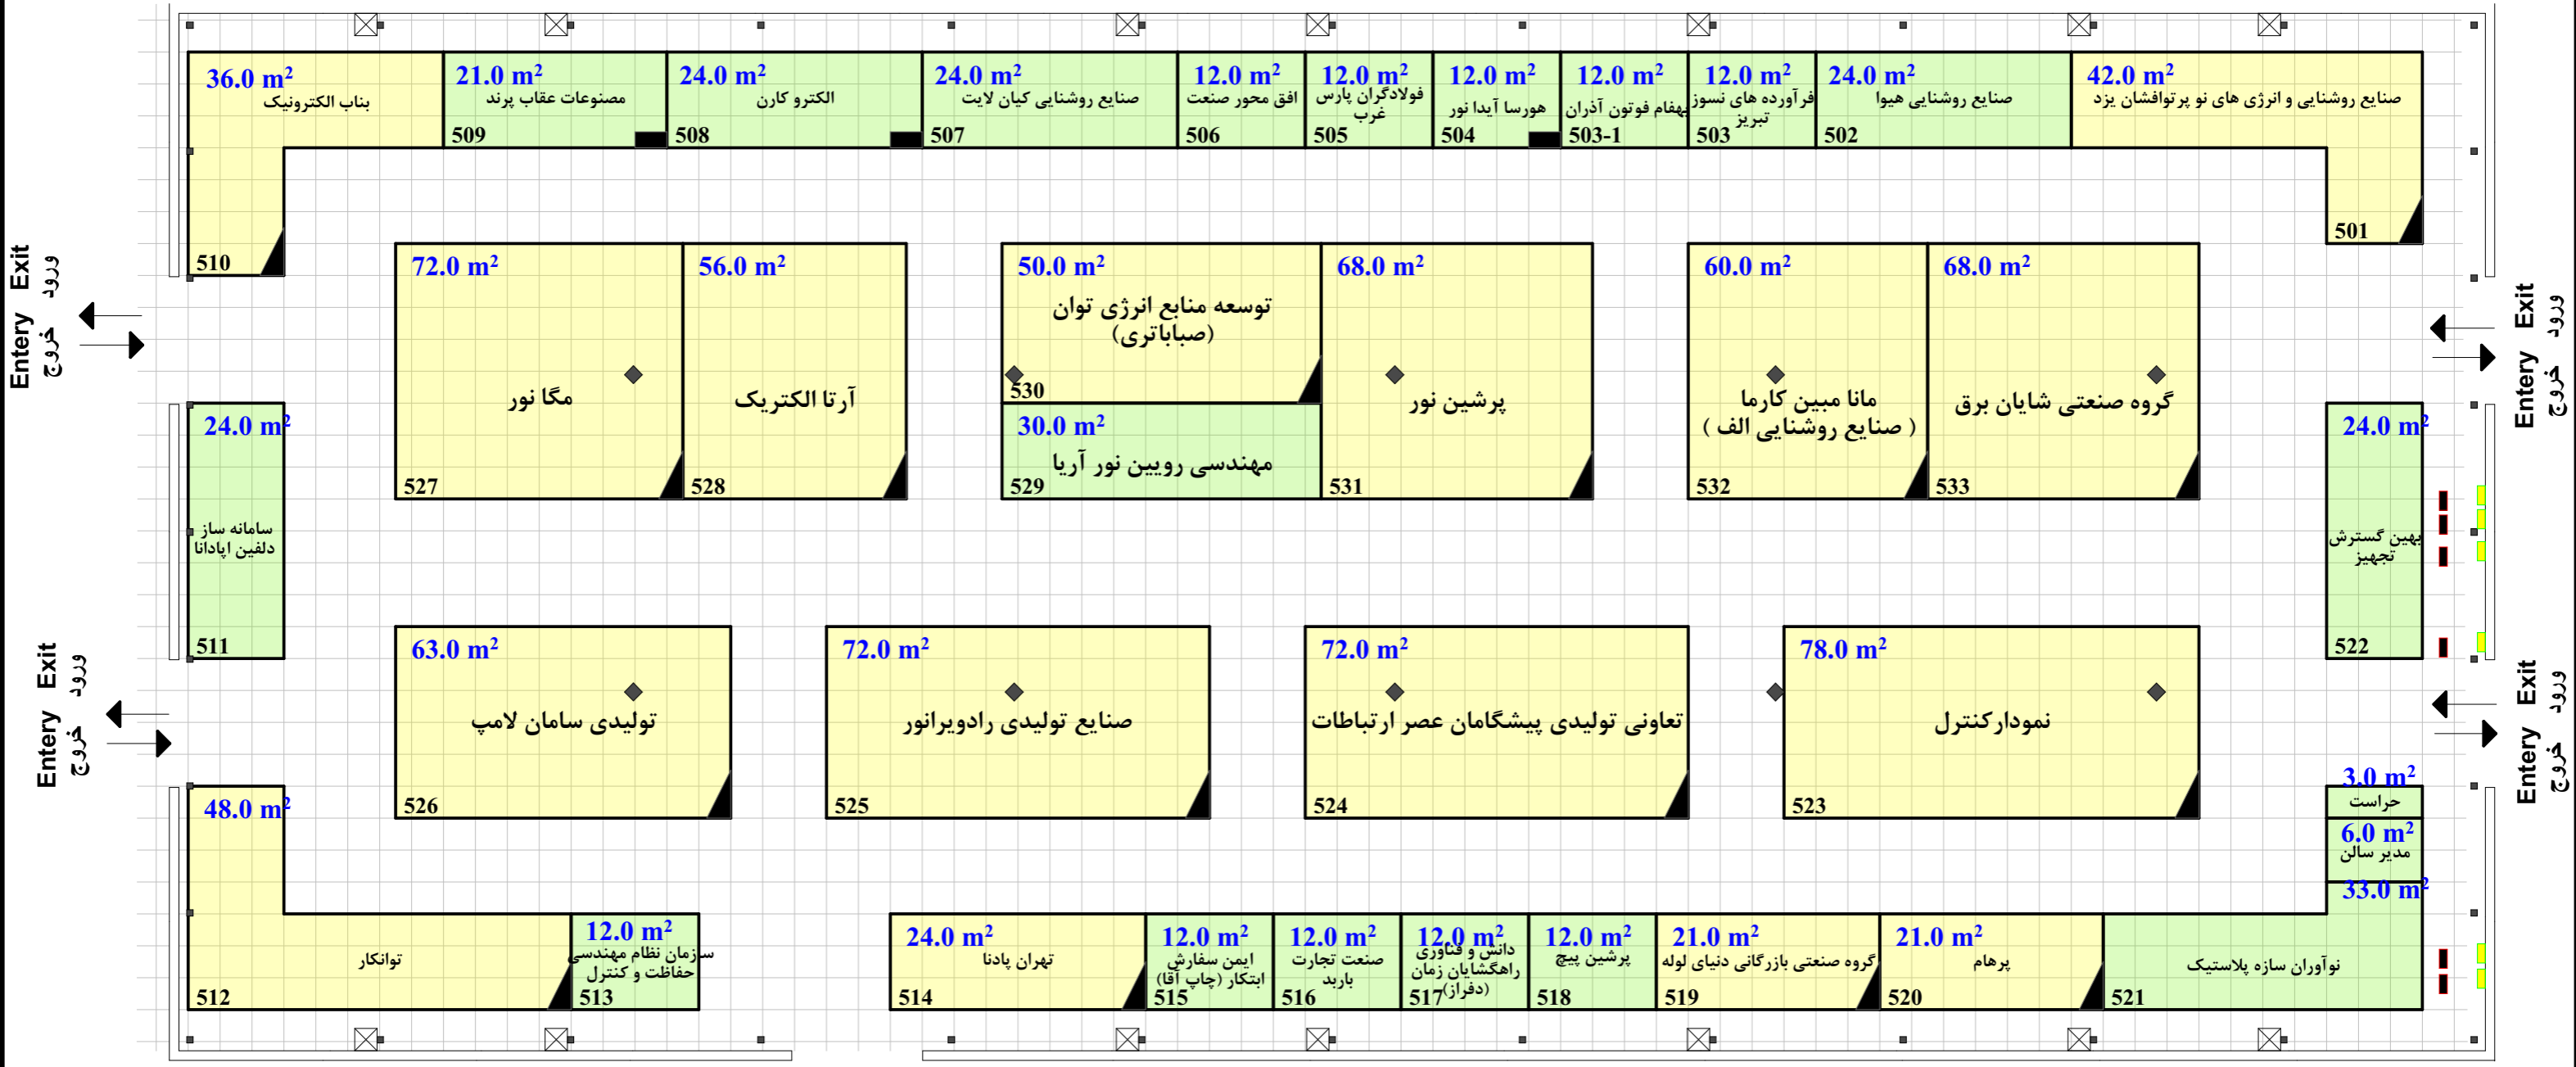 36.0 m²
بناب الکترونیک
510
21.0 m²
مصنوعات عقاب پرند
509
24.0 m²
الکترو کارن
508
24.0 m²
صنایع روشنایی کیان لایت
507
12.0 m²
افق محور صنعت
506
12.0 m²
فولادگران پارس
غرب
505
12.0 m²
هورسا آیدا نور
504
12.0 m²
بهفام فوتون آذران
503-1
12.0 m²
فرآورده های نسوز
تبریز
503
24.0 m²
صنایع روشنایی هیوا
502
42.0 m²
صنایع روشنایی و انرژی های نو پرتوافشان یزد
501
Entery Exit
ورود
خروج
72.0 m²
مگا نور
527
56.0 m²
آرتا الکتریک
528
50.0 m²
توسعه منابع انرژی توان
(صباباتری)
530
30.0 m²
مهندسی رویین نور آریا
529
68.0 m²
پرشین نور
531
60.0 m²
مانا مبین کارما
( صنایع روشنایی الف )
532
68.0 m²
گروه صنعتی شایان برق
533
Entery Exit
ورود
خروج
24.0 m²
سامانه ساز
دلفین اپادانا
511
24.0 m²
بهین گسترش
تجهیز
522
Entery Exit
ورود
خروج
63.0 m²
تولیدی سامان لامپ
526
72.0 m²
صنایع تولیدی رادویرانور
525
72.0 m²
تعاونی تولیدی پیشگامان عصر ارتباطات
524
78.0 m²
نمودارکنترل
523
Entery Exit
ورود
خروج
3.0 m²
حراست
6.0 m²
مدیر سالن
33.0 m²
نوآوران سازه پلاستیک
521
48.0 m²
توانکار
512
12.0 m²
سازمان نظام مهندسی
حفاظت و کنترل
513
24.0 m²
تهران پادنا
514
12.0 m²
ایمن سفارش
ابتکار (چاپ آقا)
515
12.0 m²
صنعت تجارت
باربد
516
12.0 m²
دانش و فناوری
راهگشایان زمان
(دفراز)
517
12.0 m²
پرشین پیچ
518
21.0 m²
گروه صنعتی بازرگانی دنیای لوله
519
21.0 m²
پرهام
520